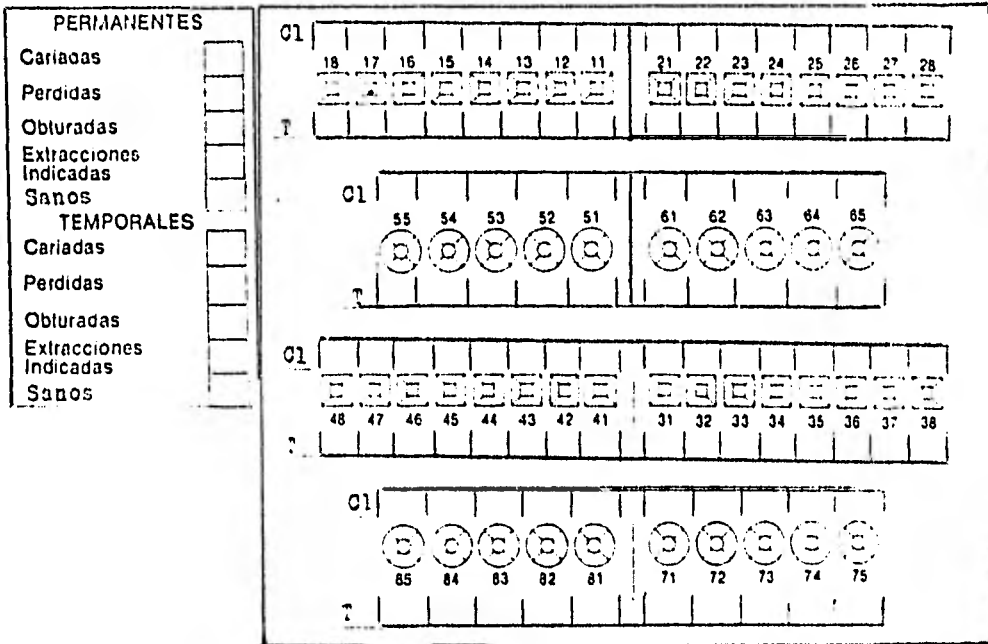 PERMANENTES
Cariadas
Perdidas
Obturadas
Extracciones
Indicadas
Sanos
TEMPORALES
Cariadas
Perdidas
Obturadas
Extracciones
Indicadas
Sanos
Cl
18 17 16 15 14 13 12 11 21 22 23 24 25 26 27 28
T
Cl
55 54 53 52 51 61 62 63 64 65
T
Cl
48 47 46 45 44 43 42 41 31 32 33 34 35 36 37 38
T
Cl
85 84 83 82 81 71 72 73 74 75
T